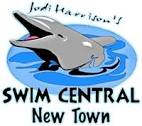 Jodi Harrison's
SWIM CENTRAL
New Town